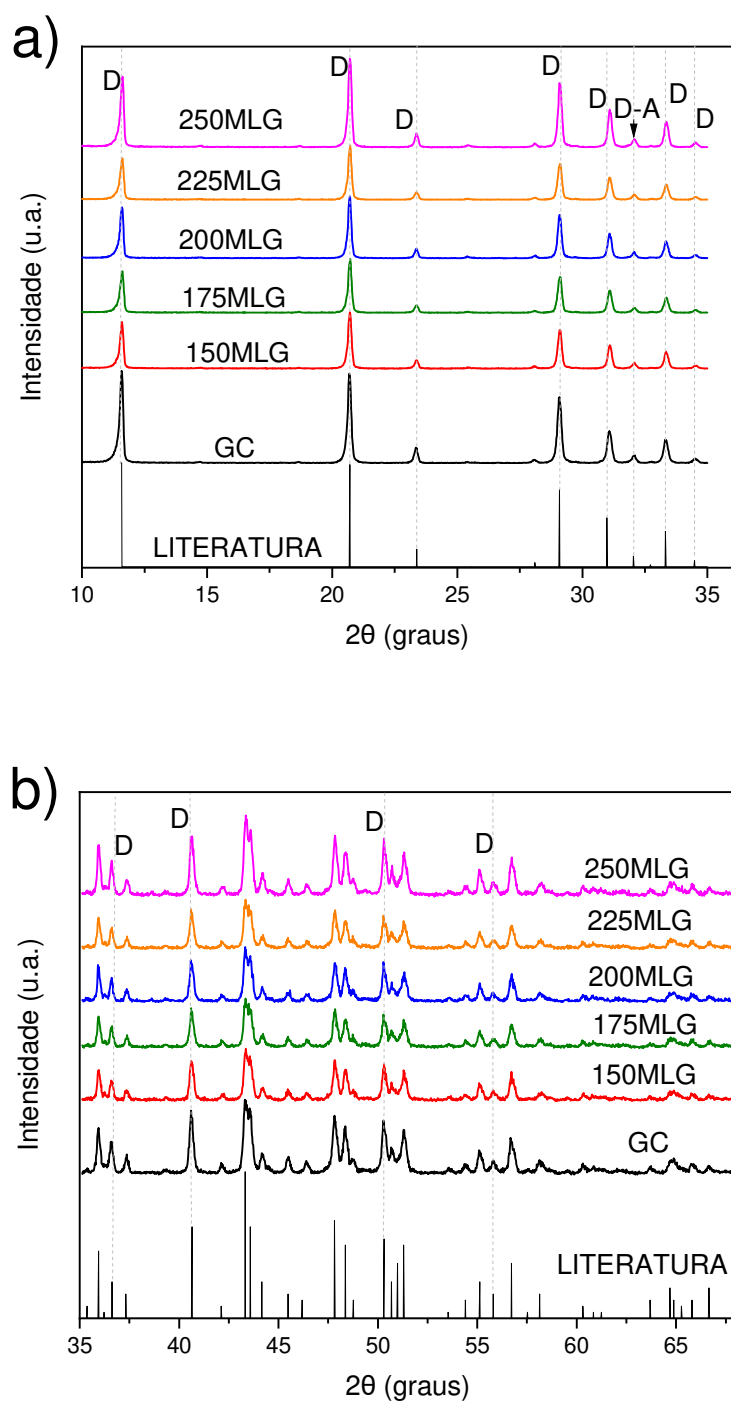 a)
D D D D D D-A D D
250MLG
225MLG
200MLG
175MLG
150MLG
GC
LITERATURA
Intensidade (u.a.)
10 15 20 25 30 35
2θ (graus)
b)
D D D D
250MLG
225MLG
200MLG
175MLG
150MLG
GC
LITERATURA
Intensidade (u.a.)
35 40 45 50 55 60 65
2θ (graus)